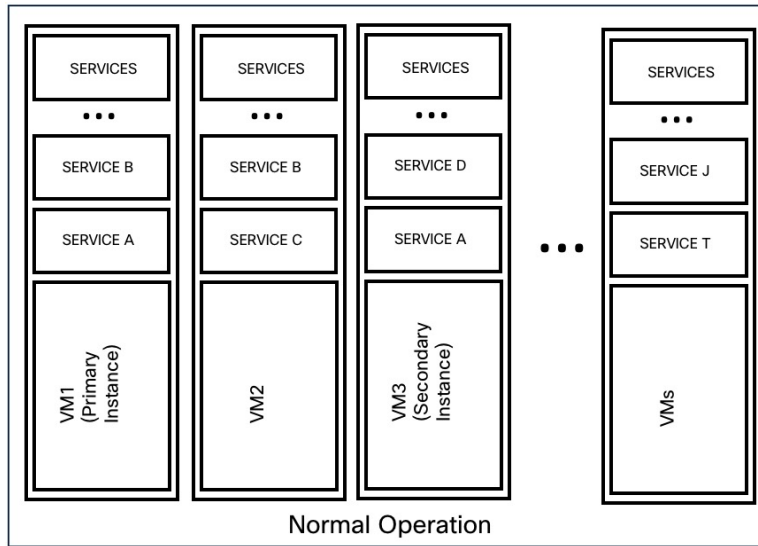 SERVICES
...
SERVICE B
SERVICE A
VM1
(Primary
Instance)
SERVICES
...
SERVICE B
SERVICE C
VM2
SERVICES
...
SERVICE D
SERVICE A
VM3
(Secondary
Instance)
...
SERVICES
...
SERVICE J
SERVICE T
VMs
Normal Operation